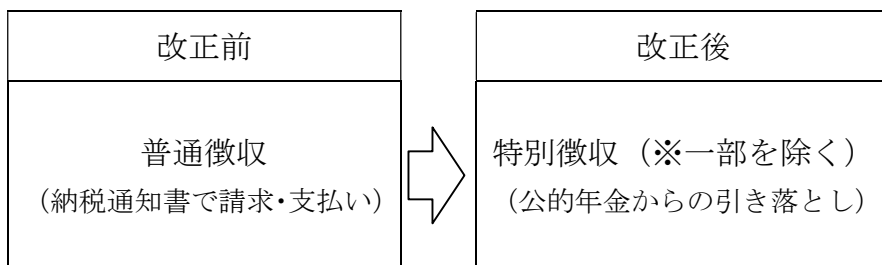 改正前
普通徴収
（納税通知書で請求・支払い）
改正後
特別徴収（※一部を除く）
（公的年金からの引き落とし）